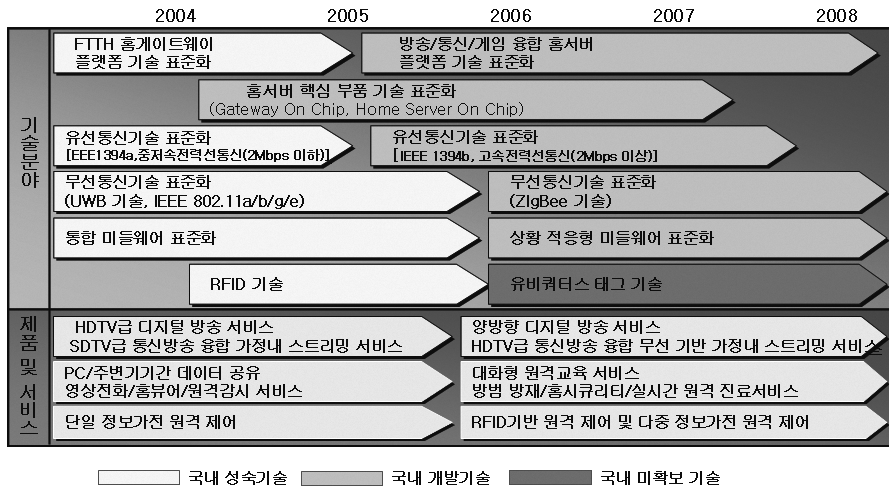 2004 2005 2006 2007 2008
기술분야
FTTH 홈게이트웨이
플랫폼 기술 표준화
방송/통신/게임 융합 홈서버
플랫폼 기술 표준화
홈서버 핵심 부품 기술 표준화
(Gateway On Chip, Home Server On Chip)
유선통신기술 표준화
[EEE1394a,중저속전력선통신(2Mbps 이하)]
유선통신기술 표준화
[IEEE 1394b, 고속전력선통신(2Mbps 이상)]
무선통신기술 표준화
(UWB 기술, IEEE 802.11a/b/g/e)
무선통신기술 표준화
(ZIgBee 기술)
통합 미들웨어 표준화
상황 적응형 미들웨어 표준화
RFID 기술
유비쿼터스 태그 기술
제품 및 서비스
HDTV급 디지털 방송 서비스
SDTV급 통신방송 융합 가정내 스트리밍 서비스
양방향 디지털 방송 서비스
HDTV급 통신방송 융합 무선 기반 가정내 스트리밍 서비스
PC/주변기기간 데이터 공유
영상전화/홈뷰어/원격감시 서비스
대화형 원격교육 서비스
방범 방재/홈시큐리티/실시간 원격 진료서비스
단일 정보가전 원격 제어
RFID기반 원격 제어 및 다중 정보가전 원격 제어
국내 성숙기술 국내 개발기술 국내 미확보 기술